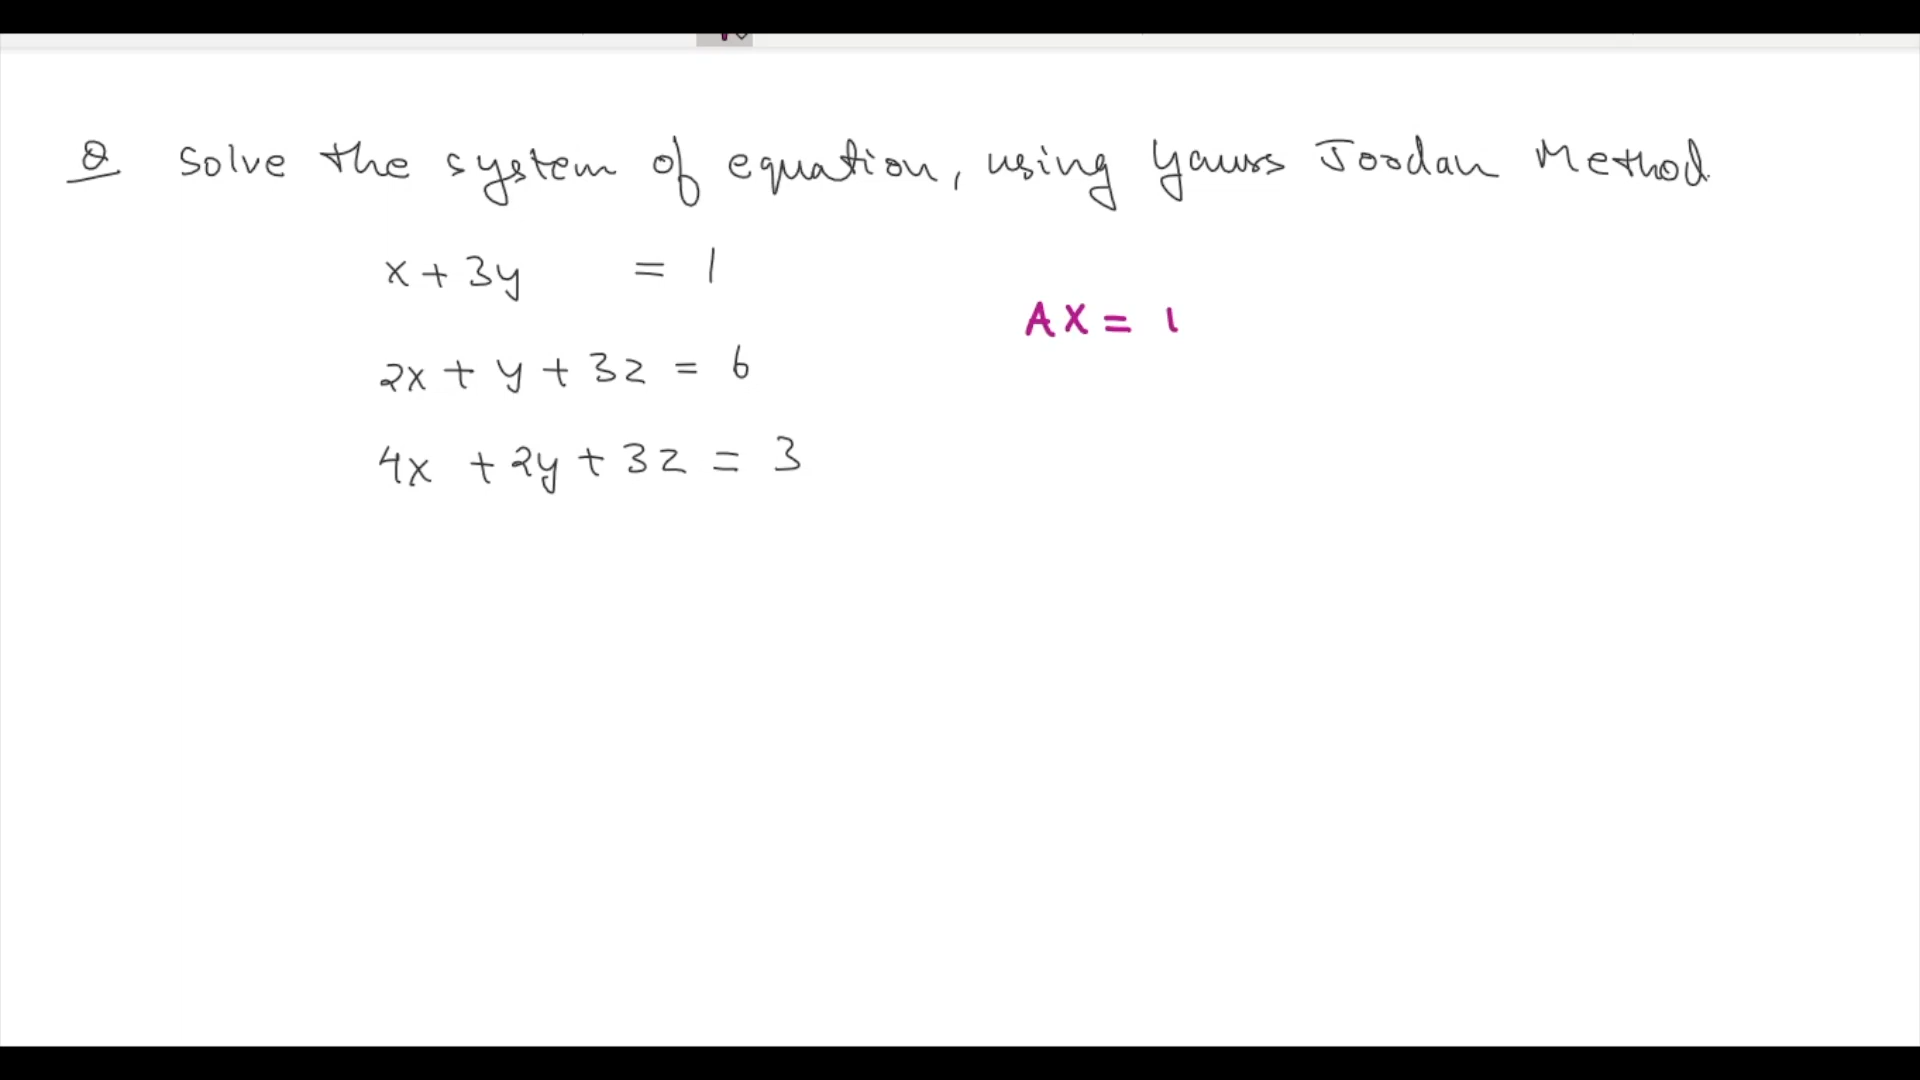 Q Solve the system of equation, using Gauss Jordan Method.
x + 3y = 1
AX =
2x + y + 3z = 6
4x + 2y + 3z = 3